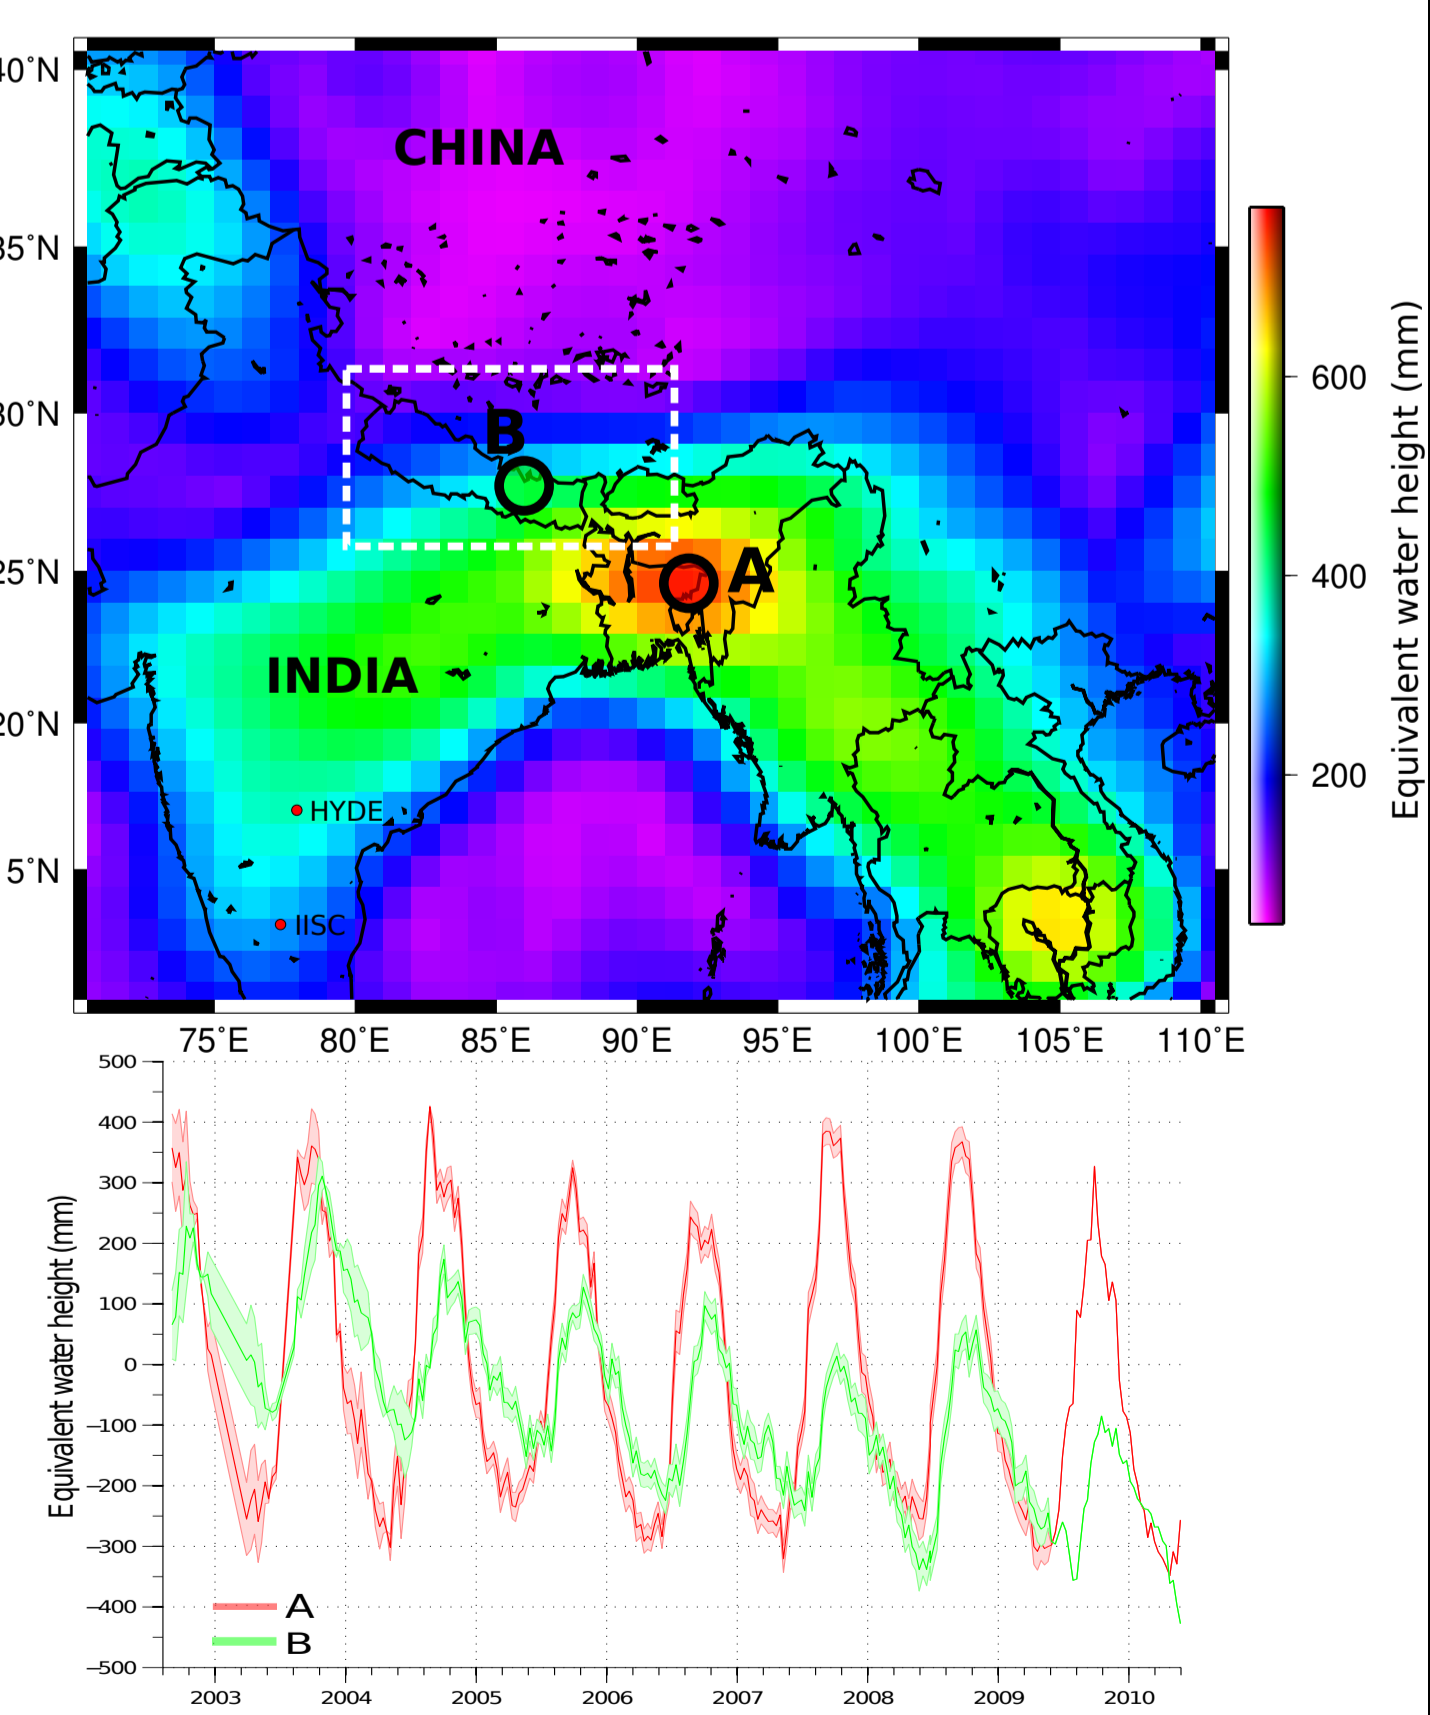 40˚N
CHINA
35˚N
Equivalent water height (mm)
600
30˚N
B
25˚N
A
400
INDIA
20˚N
200
HYDE
5˚N
IISC
75˚E 80˚E 85˚E 90˚E 95˚E 100˚E 105˚E 110˚E
500
400
300
200
100
0
−100
−200
−300
−400
−500
Equivalent water height (mm)
A
B
2003 2004 2005 2006 2007 2008 2009 2010